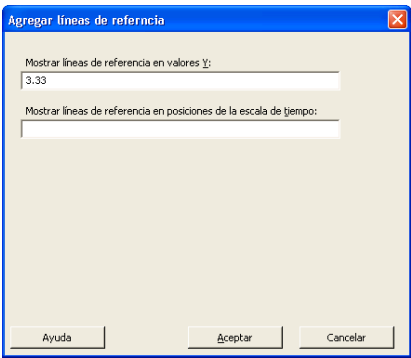 Agregar líneas de referncia
Mostrar líneas de referencia en valores Y:
3.33
Mostrar líneas de referencia en posiciones de la escala de tiempo:
Ayuda
Aceptar
Cancelar